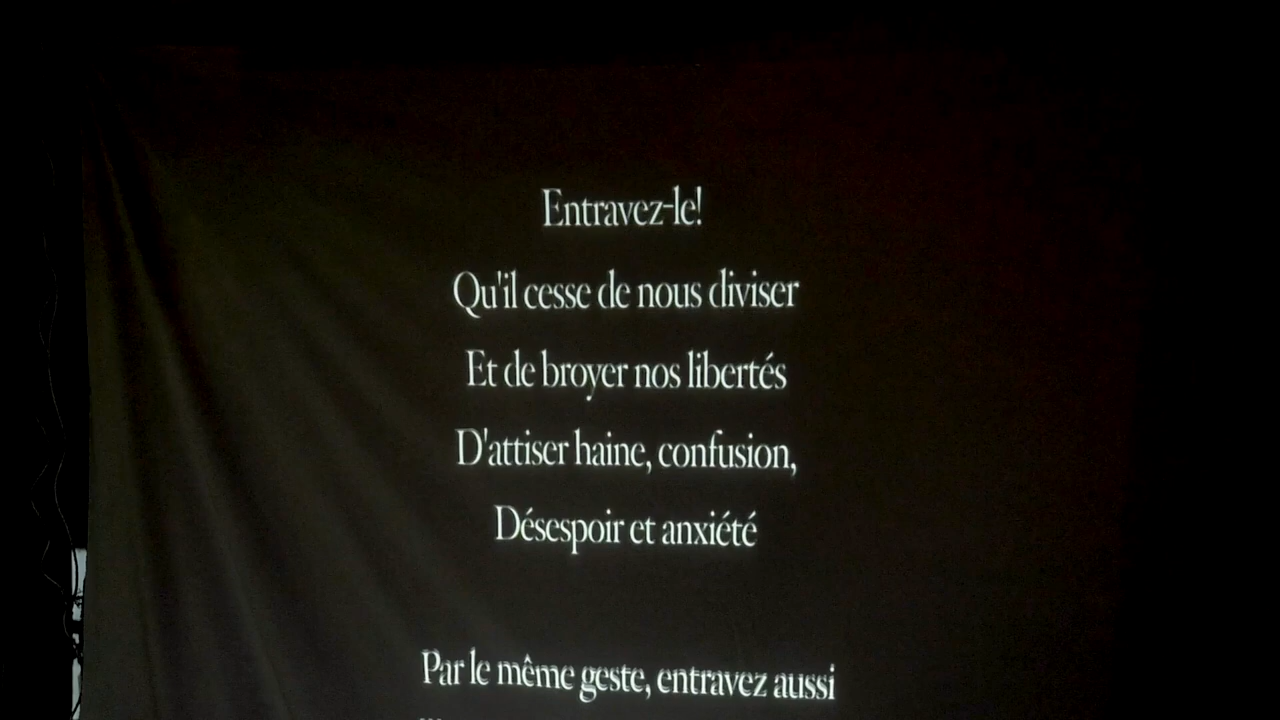 Entravez-le!
Qu'il cesse de nous diviser
Et de broyer nos libertés
D'attiser haine, confusion,
Désespoir et anxiété
Par le même geste, entravez aussi